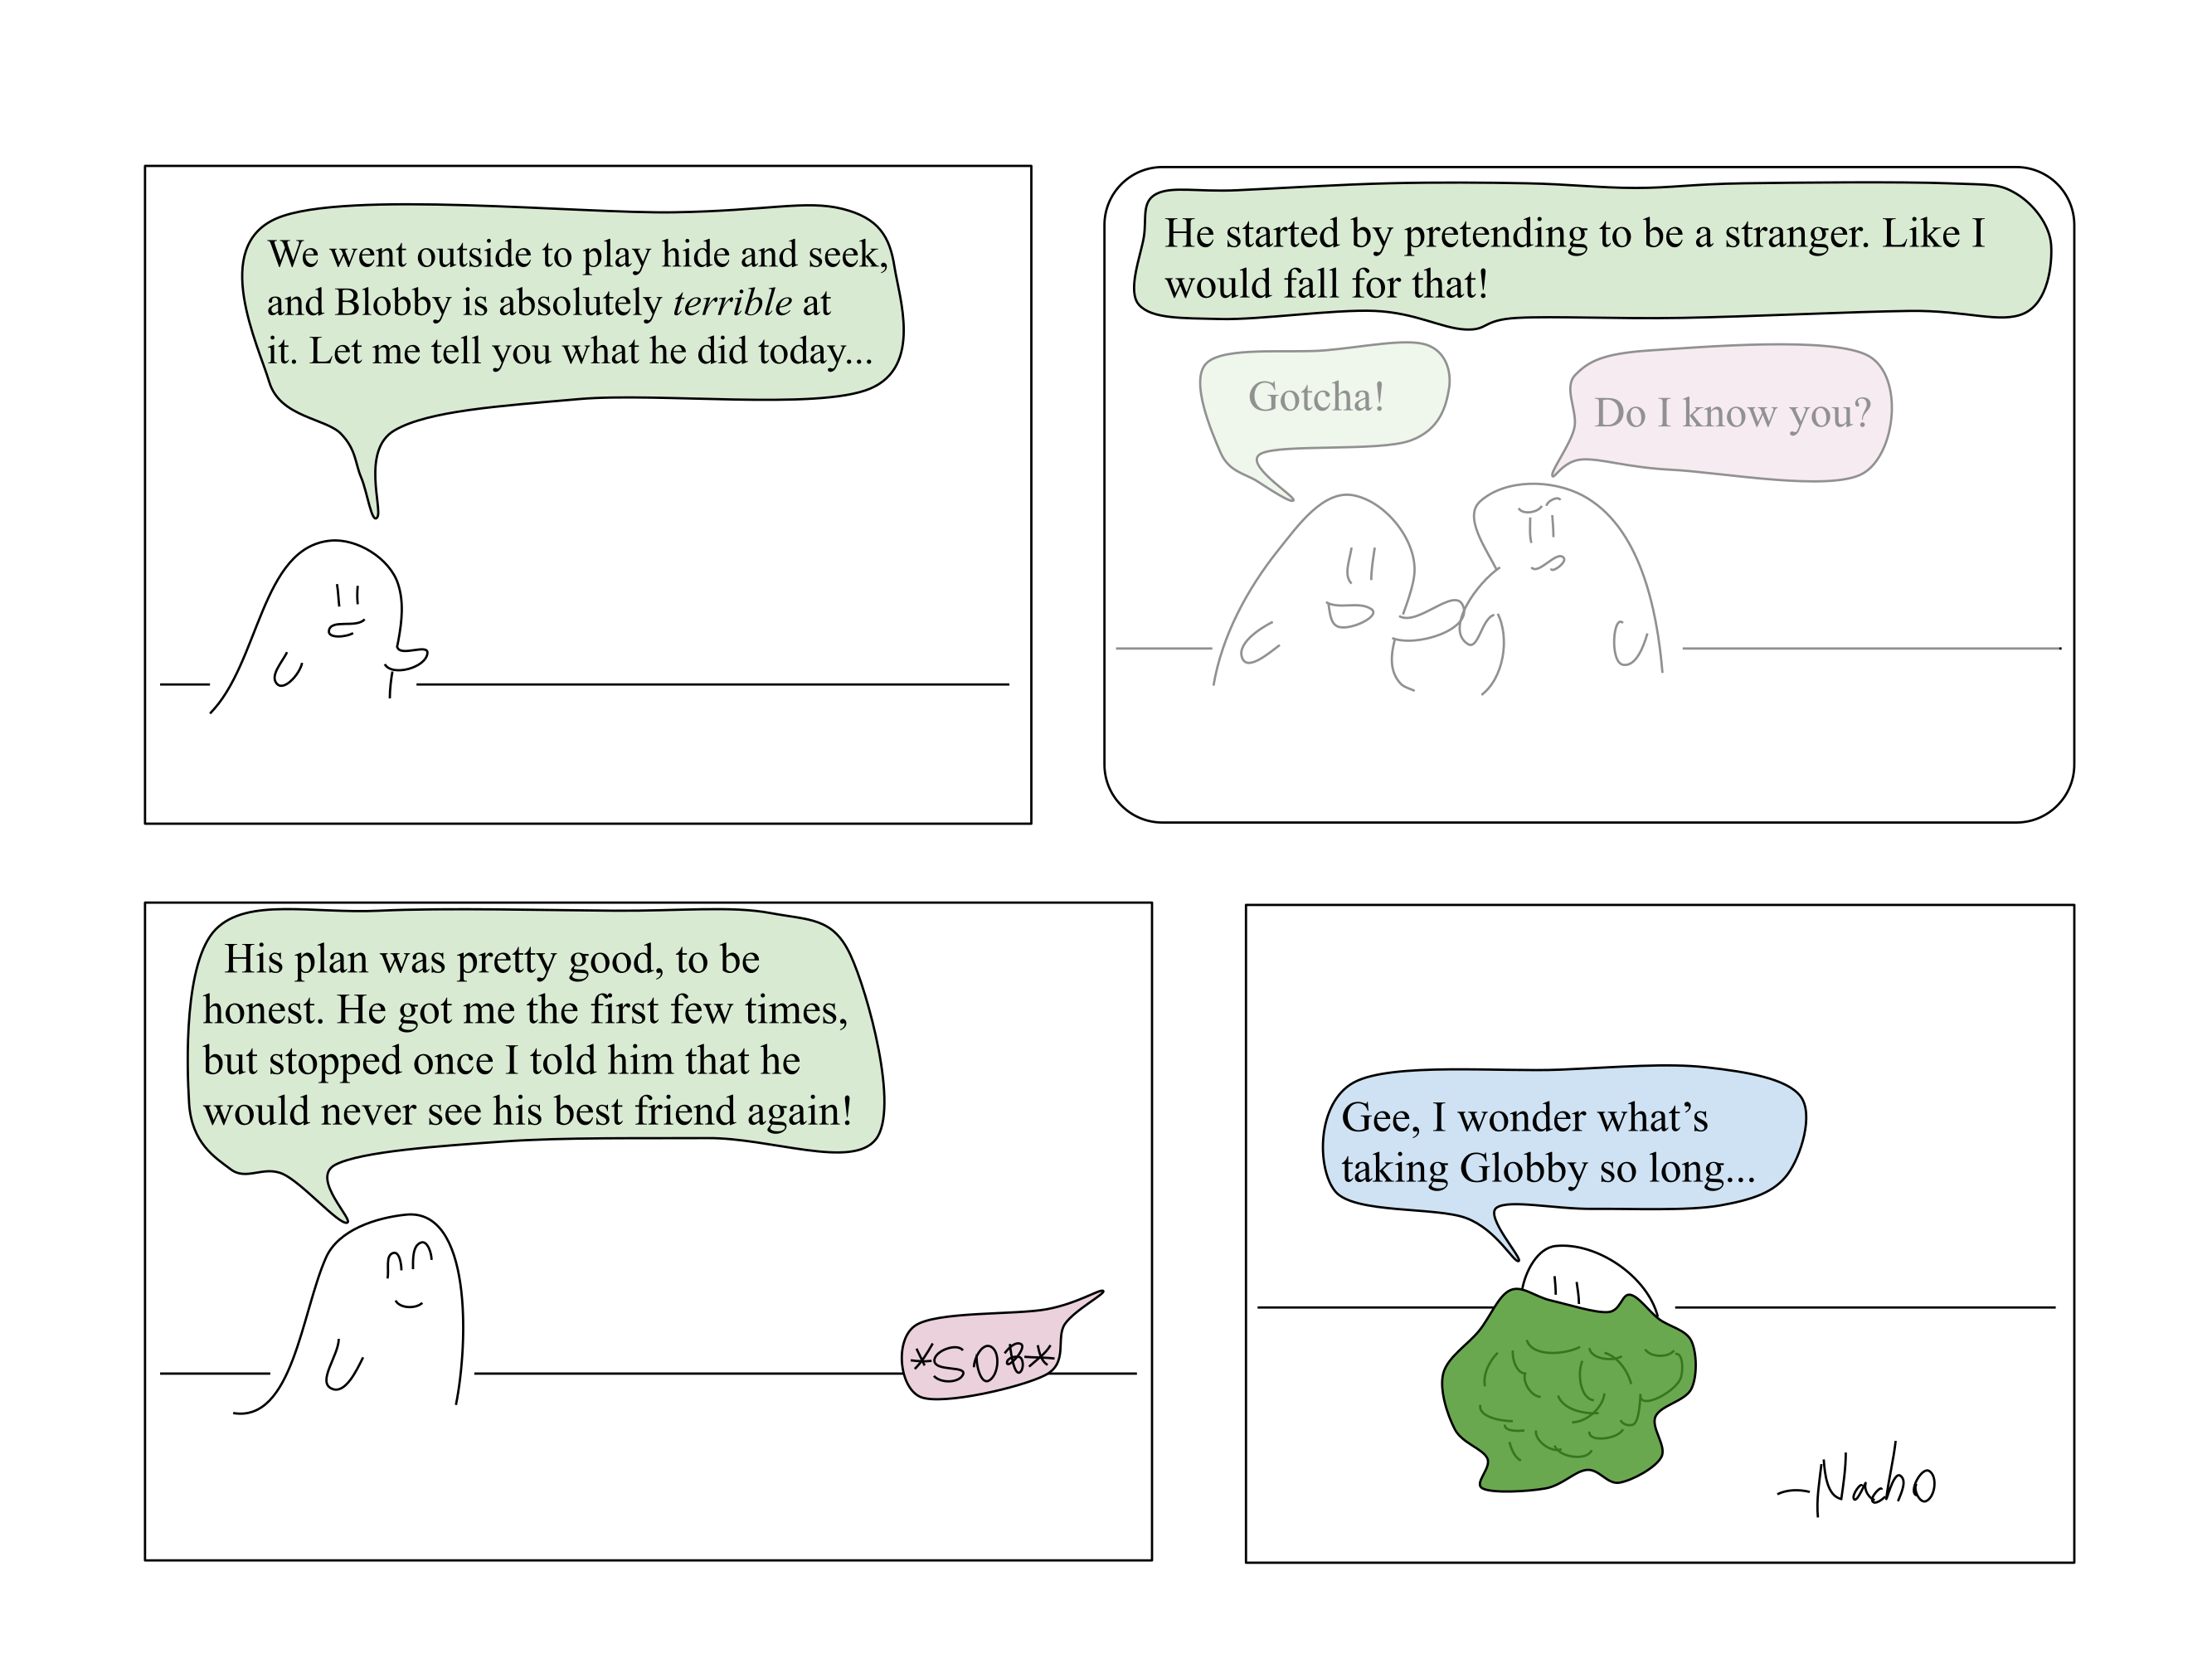 We went outside to play hide and seek,
and Blobby is absolutely terrible at
it. Let me tell you what he did today...
He started by pretending to be a stranger. Like I
would fall for that!
Gotcha!
Do I know you?
His plan was pretty good, to be
honest. He got me the first few times,
but stopped once I told him that he
would never see his best friend again!
*SOB*
Gee, I wonder what’s
taking Globby so long...
-Nacho